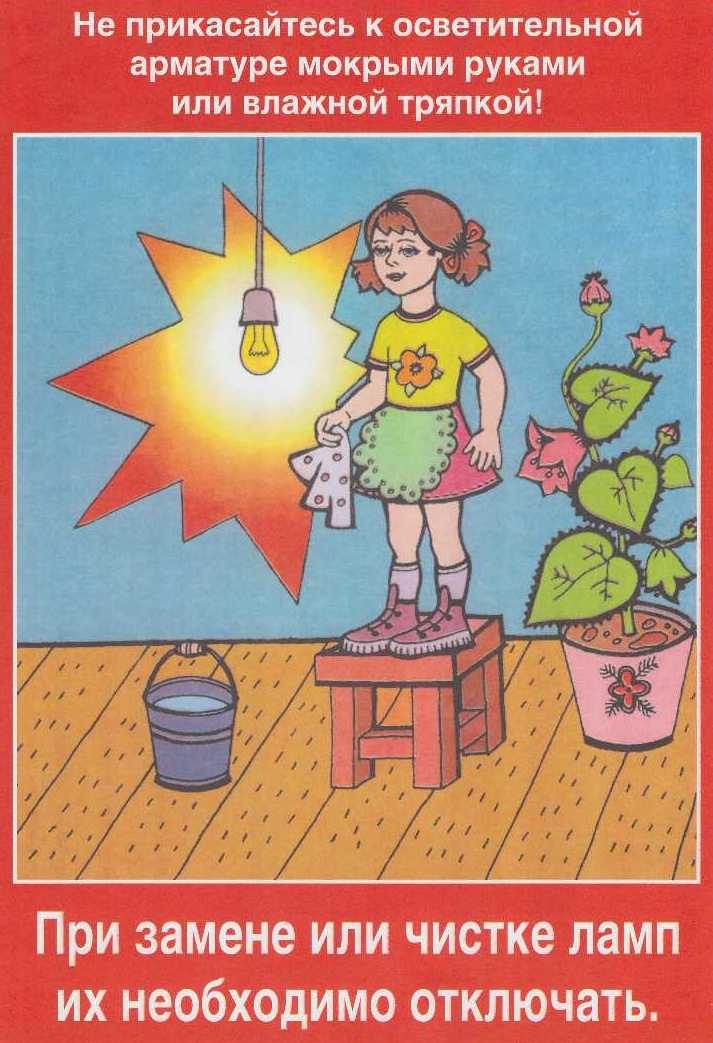 Не прикасайтесь к осветительной
арматуре мокрыми руками
или влажной тряпкой!
При замене или чистке ламп
их необходимо отключать.